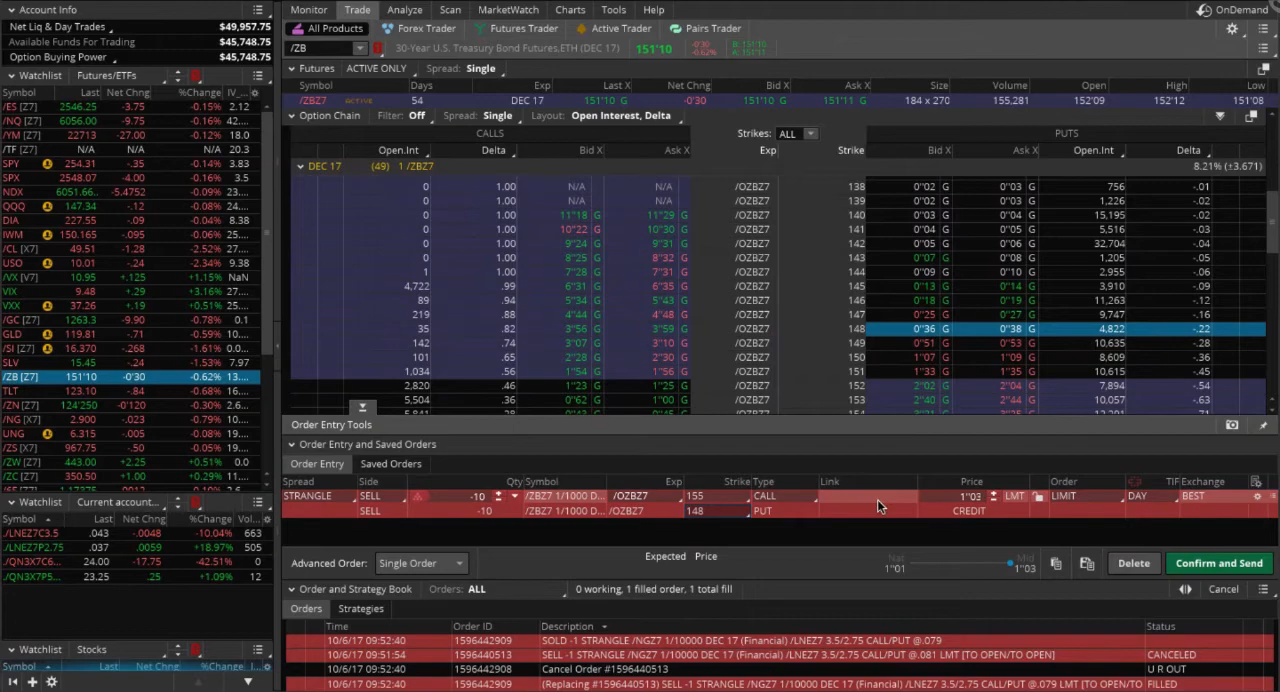 Account Info
Net Liq & Day Trades $49,957.75
Available Funds For Trading $45,748.75
Option Buying Power $45,748.75
Watchlist Futures/ETFs
Symbol Last Net Chng %Change IV_...
/ES [Z7] 2546.25 -3.75 -0.15% 2.12
/NQ [Z7] 6056.00 -9.75 -0.16% 42....
/YM [Z7] 22713 -27.00 -0.12% 18.0
/TF [Z7] N/A N/A N/A 20.3
SPY 254.31 -.35 -0.14% 3.83
SPX 2548.07 -4.00 -0.16% 3.5
NDX 6051.66.. -5.4752 -0.09% 23....
QQQ 147.34 -.12 -0.08% 24....
DIA 227.55 -.09 -0.04% 8.38
IWM 150.165 -.095 -0.06% 25....
/CL [X7] 49.51 -1.28 -2.52% 27....
USO 10.01 -.24 -2.34% 9.38
/VX [V7] 10.95 +.125 +1.15% NaN
VIX 9.48 +.29 +3.16% 27....
VXX 37.26 +.19 +0.51% 27....
/GC [Z7] 1263.3 -9.90 -0.78% 0.1
GLD 119.81 -.71 -0.59% 10....
/SI [Z7] 16.370 -.268 -1.61% 0.0...
SLV 15.45 -.24 -1.53% 7.97
/ZB [Z7] 151'10 -0'30 -0.62% 13....
TLT 123.10 -.84 -0.68% 10....
/ZN [Z7] 124'250 -0'120 -0.30% 2.6...
/NG [X7] 2.900 -.023 -0.79% 10....
UNG 6.315 -.005 -0.08% 19....
/ZS [X7] 967.75 -.50 -0.05% 19....
/ZW [Z7] 443.00 +2.25 +0.51% 0.0
/ZC [Z7] 350.50 +1.00 +0.29% 11....
Watchlist Current account...
Symbol Last Net Chng %Change Vol...
./LNEZ7C3.5 .043 -.0048 -10.04% 663
./LNEZ7P2.75 .037 .0059 +18.97% 505
./QN3X7C6... 24.00 -17.75 -42.51% 0
./QN3X7P5... 23.25 .25 +1.09% 12
Watchlist Stocks
Symbol Last Net Chng %Change I...
Monitor Trade Analyze Scan MarketWatch Charts Tools Help OnDemand
All Products Forex Trader Futures Trader Active Trader Pairs Trader
/ZB 30-Year U.S. Treasury Bond Futures,ETH (DEC 17) 151'10 -0'30 -0.62% B: 151'10 A: 151'11
Futures ACTIVE ONLY Spread: Single
Symbol Days Exp Last X Net Chng Bid X Ask X Size Volume Open High Low
/ZBZ7 ACTIVE 54 DEC 17 151'10 G -0'30 151'10 G 151'11 G 184 x 270 155,281 152'09 152'12 151'08
Option Chain Filter: Off Spread: Single Layout: Open Interest, Delta
CALLS Strikes: ALL PUTS
Open.Int Delta Bid X Ask X Exp Strike Bid X Ask X Open.Int Delta
DEC 17 (49) 1 /ZBZ7 8.21% (±3.671)
0 1.00 N/A N/A /OZBZ7 138 0"02 G 0"03 G 756 -.01
0 1.00 N/A N/A /OZBZ7 139 0"02 G 0"03 G 1,226 -.02
0 1.00 11"18 G 11"29 G /OZBZ7 140 0"03 G 0"04 G 15,195 -.02
0 1.00 10"22 G 10"30 G /OZBZ7 141 0"04 G 0"05 G 5,516 -.03
0 1.00 9"24 G 9"31 G /OZBZ7 142 0"05 G 0"06 G 32,704 -.04
0 1.00 8"25 G 8"32 G /OZBZ7 143 0"07 G 0"08 G 1,205 -.05
1 1.00 7"28 G 7"31 G /OZBZ7 144 0"09 G 0"10 G 2,955 -.06
4,722 .99 6"31 G 6"35 G /OZBZ7 145 0"13 G 0"14 G 3,910 -.09
89 .94 5"34 G 5"43 G /OZBZ7 146 0"18 G 0"19 G 11,263 -.12
219 .88 4"44 G 4"48 G /OZBZ7 147 0"25 G 0"27 G 9,747 -.16
35 .82 3"56 G 3"59 G /OZBZ7 148 0"36 G 0"38 G 4,822 -.22
142 .74 3"07 G 3"10 G /OZBZ7 149 0"51 G 0"53 G 10,635 -.28
101 .65 2"28 G 2"30 G /OZBZ7 150 1"07 G 1"09 G 8,609 -.36
1,034 .56 1"54 G 1"56 G /OZBZ7 151 1"33 G 1"35 G 10,615 -.45
2,820 .46 1"23 G 1"25 G /OZBZ7 152 2"02 G 2"04 G 7,894 -.54
5,504 .36 0"62 G 1"00 G /OZBZ7 153 2"40 G 2"44 G 10,057 -.63
Order Entry Tools
Order Entry and Saved Orders
Order Entry Saved Orders
Spread Side Qty Symbol Exp Strike Type Link Price Order TIF Exchange
STRANGLE SELL -10 /ZBZ7 1/1000 D... /OZBZ7 155 CALL 1"03 LMT LIMIT DAY BEST
SELL -10 /ZBZ7 1/1000 D... /OZBZ7 148 PUT CREDIT
Advanced Order: Single Order Expected Price Nat 1"01 Mid 1"03 Delete Confirm and Send
Order and Strategy Book Orders: ALL 0 working, 1 filled order, 1 total fill Cancel
Orders Strategies
Time Order ID Description Status
10/6/17 09:52:40 1596442909 SOLD -1 STRANGLE /NGZ7 1/10000 DEC 17 (Financial) /LNEZ7 3.5/2.75 CALL/PUT @.079
10/6/17 09:51:54 1596440513 SELL -1 STRANGLE /NGZ7 1/10000 DEC 17 (Financial) /LNEZ7 3.5/2.75 CALL/PUT @.081 LMT [TO OPEN/TO OPEN] CANCELED
10/6/17 09:52:40 1596442908 Cancel Order #1596440513 U R OUT
10/6/17 09:52:40 1596442909 (Replacing #1596440513) SELL -1 STRANGLE /NGZ7 1/10000 DEC 17 (Financial) /LNEZ7 3.5/2.75 CALL/PUT @.079 LMT [TO OPEN/TO FILLED